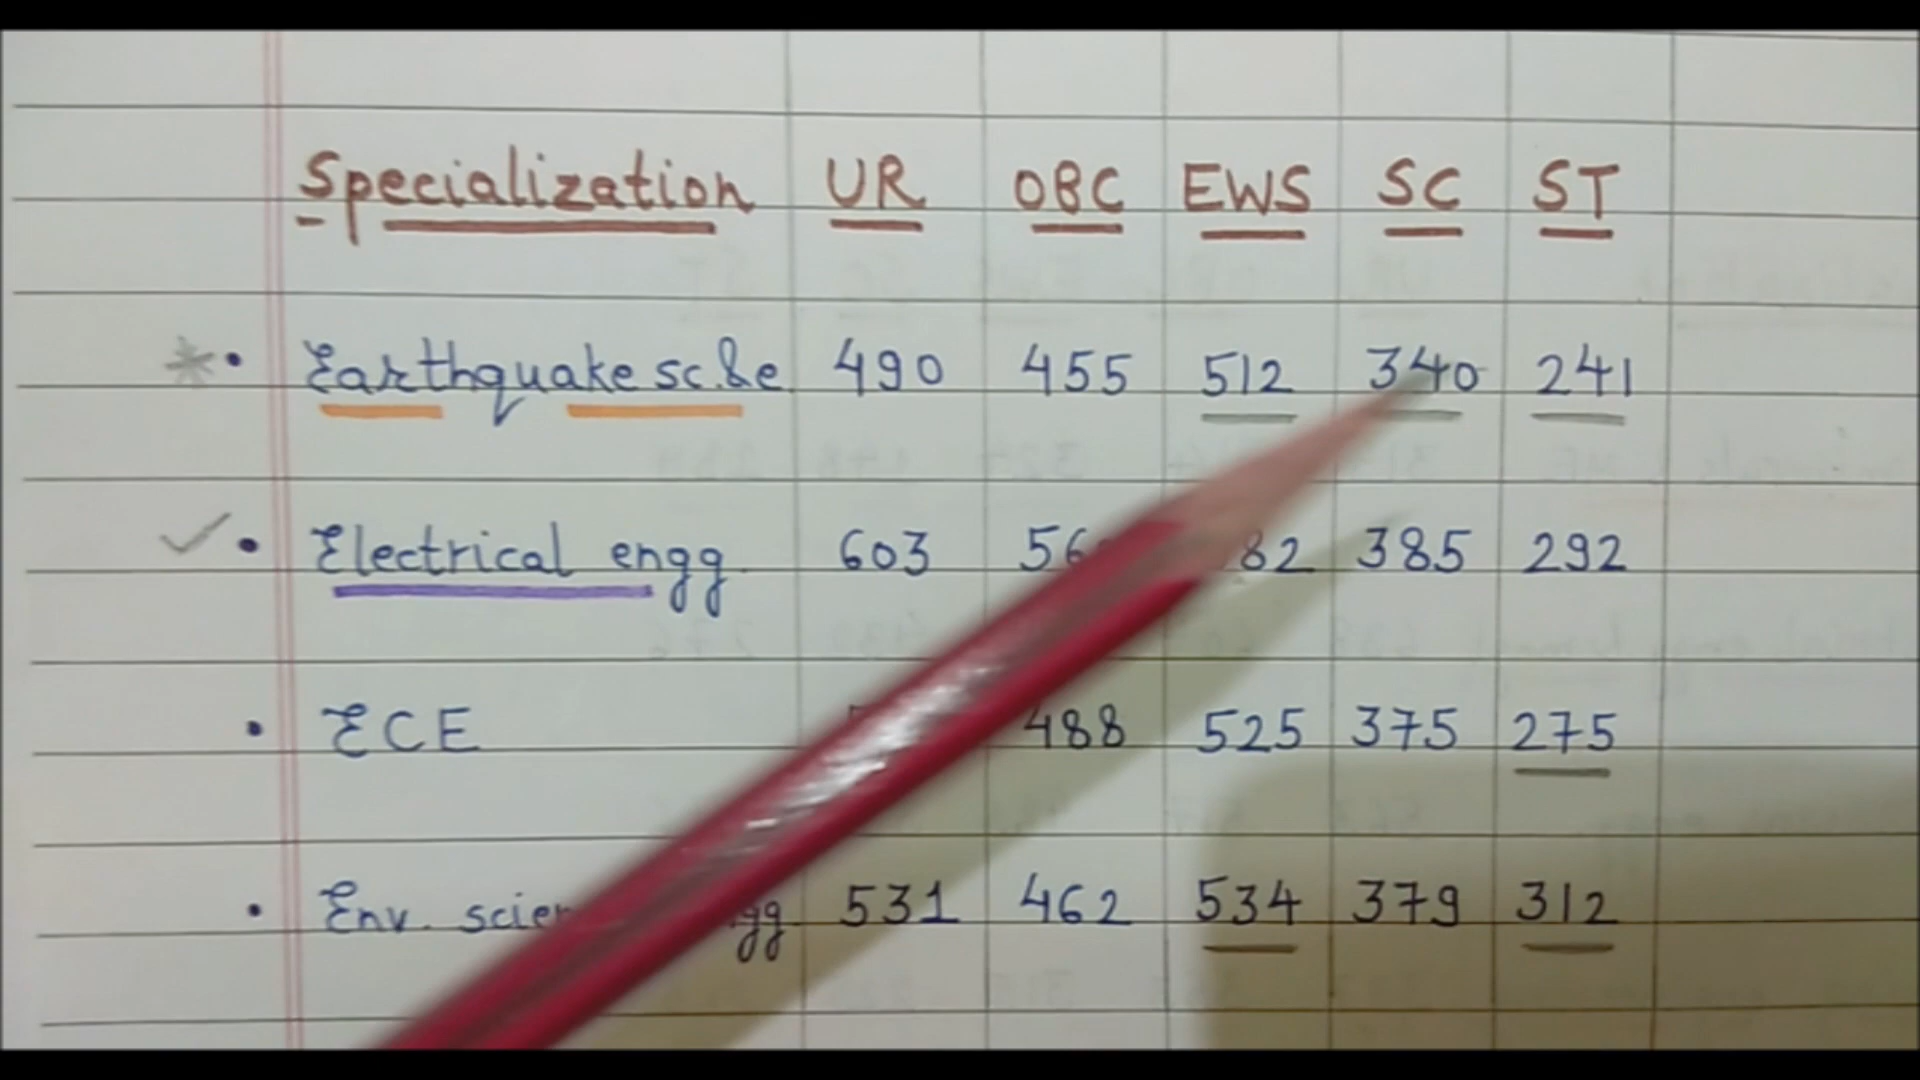 Specialization UR OBC EWS SC ST
* • Earthquake sc. & e 490 455 512 340 241
✓ • Electrical engg. 603 385 292
• ECE 488 525 375 275
• Env. 531 462 534 379 312